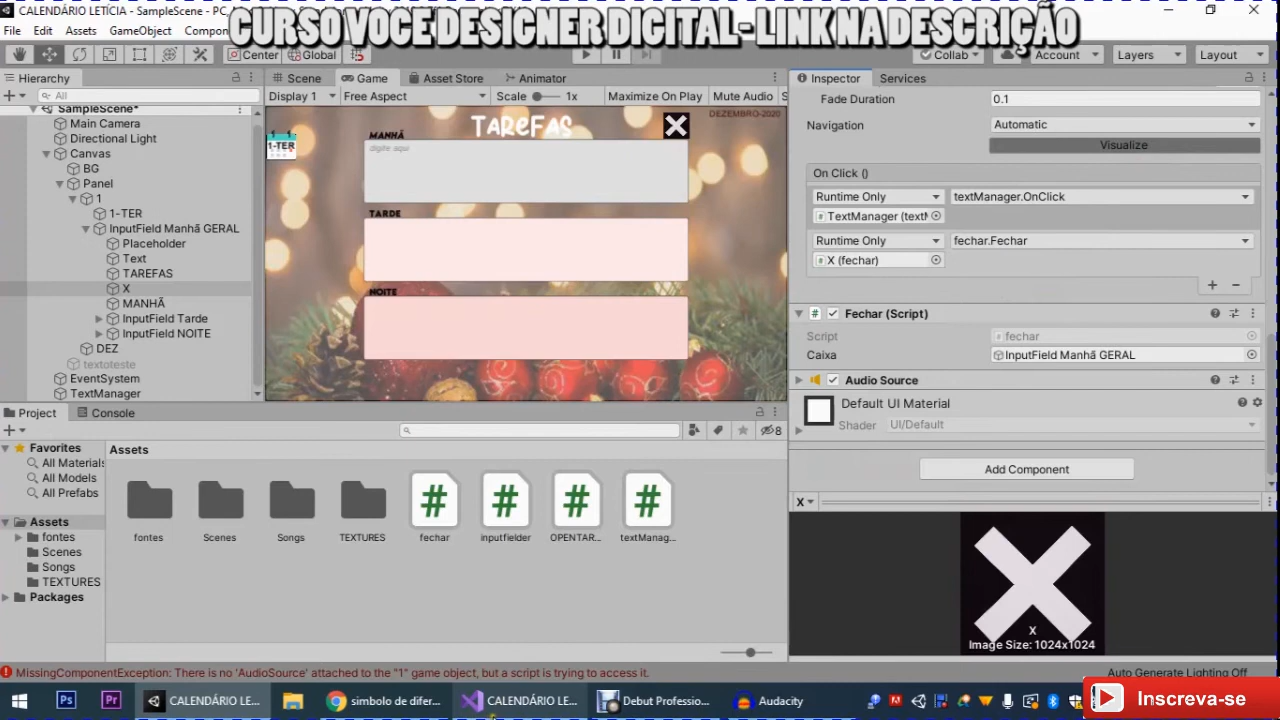 CURSO VOCE DESIGNER DIGITAL - LINK NA DESCRIÇÃO
CALENDÁRIO LETÍCIA - SampleScene - PC,
File Edit Assets GameObject Compon
Center Global Collab Account Layers Layout
Hierarchy
All
SampleScene*
Main Camera
Directional Light
Canvas
BG
Panel
1
1-TER
InputField Manhã GERAL
Placeholder
Text
TAREFAS
X
MANHÃ
InputField Tarde
InputField NOITE
DEZ
textoteste
EventSystem
TextManager
Scene Game Asset Store Animator
Display 1 Free Aspect Scale 1x Maximize On Play Mute Audio S
TAREFAS
DEZEMBRO-2020
1-TER
MANHÃ
digite aqui
TARDE
NOITE
Inspector Services
Fade Duration 0.1
Navigation Automatic
Visualize
On Click ()
Runtime Only textManager.OnClick
TextManager (text
Runtime Only fechar.Fechar
X (fechar)
Fechar (Script)
Script fechar
Caixa InputField Manhã GERAL
Audio Source
Default UI Material
Shader UI/Default
Add Component
X
X
Image Size: 1024x1024
Project Console
8
Favorites
All Materials
All Models
All Prefabs
Assets
fontes
Scenes
Songs
TEXTURES
Packages
Assets
fontes Scenes Songs TEXTURES fechar inputfielder OPENTAR... textManag...
MissingComponentException: There is no 'AudioSource' attached to the "1" game object, but a script is trying to access it.
Auto Generate Lighting Off
Ps Pr CALENDÁRIO LE... simbolo de difer... CALENDÁRIO LE... Debut Professio... Audacity
Inscreva-se